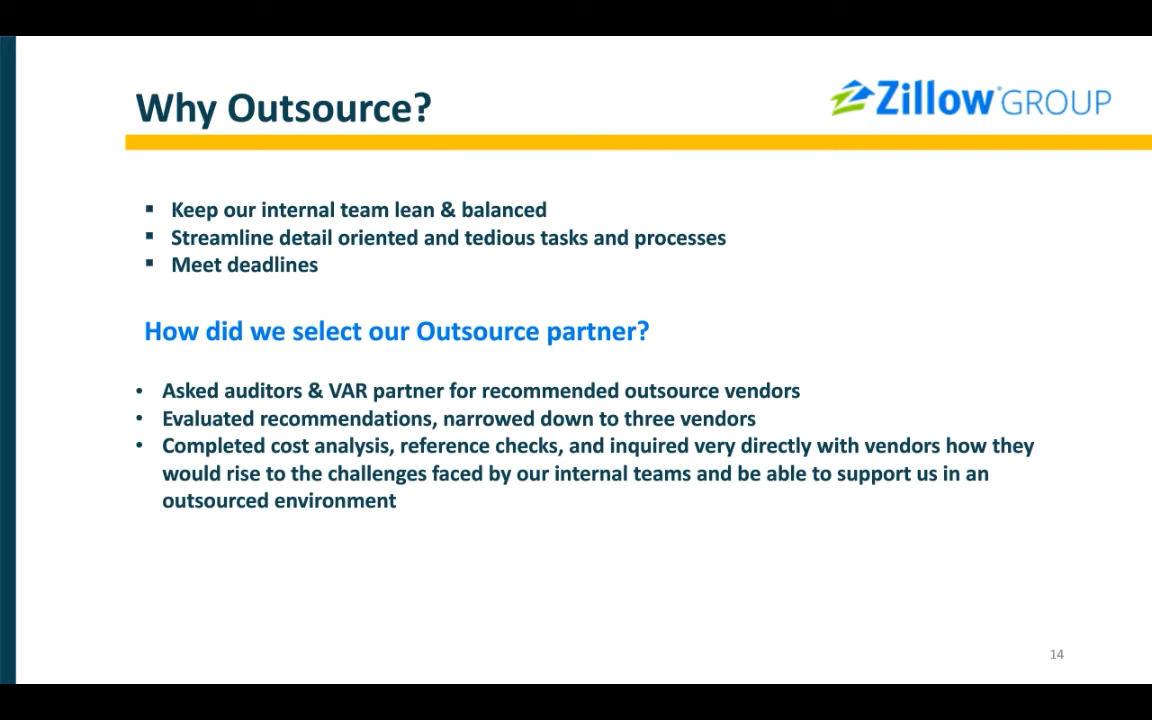 Why Outsource?
Zillow® GROUP
▪ Keep our internal team lean & balanced
▪ Streamline detail oriented and tedious tasks and processes
▪ Meet deadlines
How did we select our Outsource partner?
• Asked auditors & VAR partner for recommended outsource vendors
• Evaluated recommendations, narrowed down to three vendors
• Completed cost analysis, reference checks, and inquired very directly with vendors how they
would rise to the challenges faced by our internal teams and be able to support us in an
outsourced environment
14